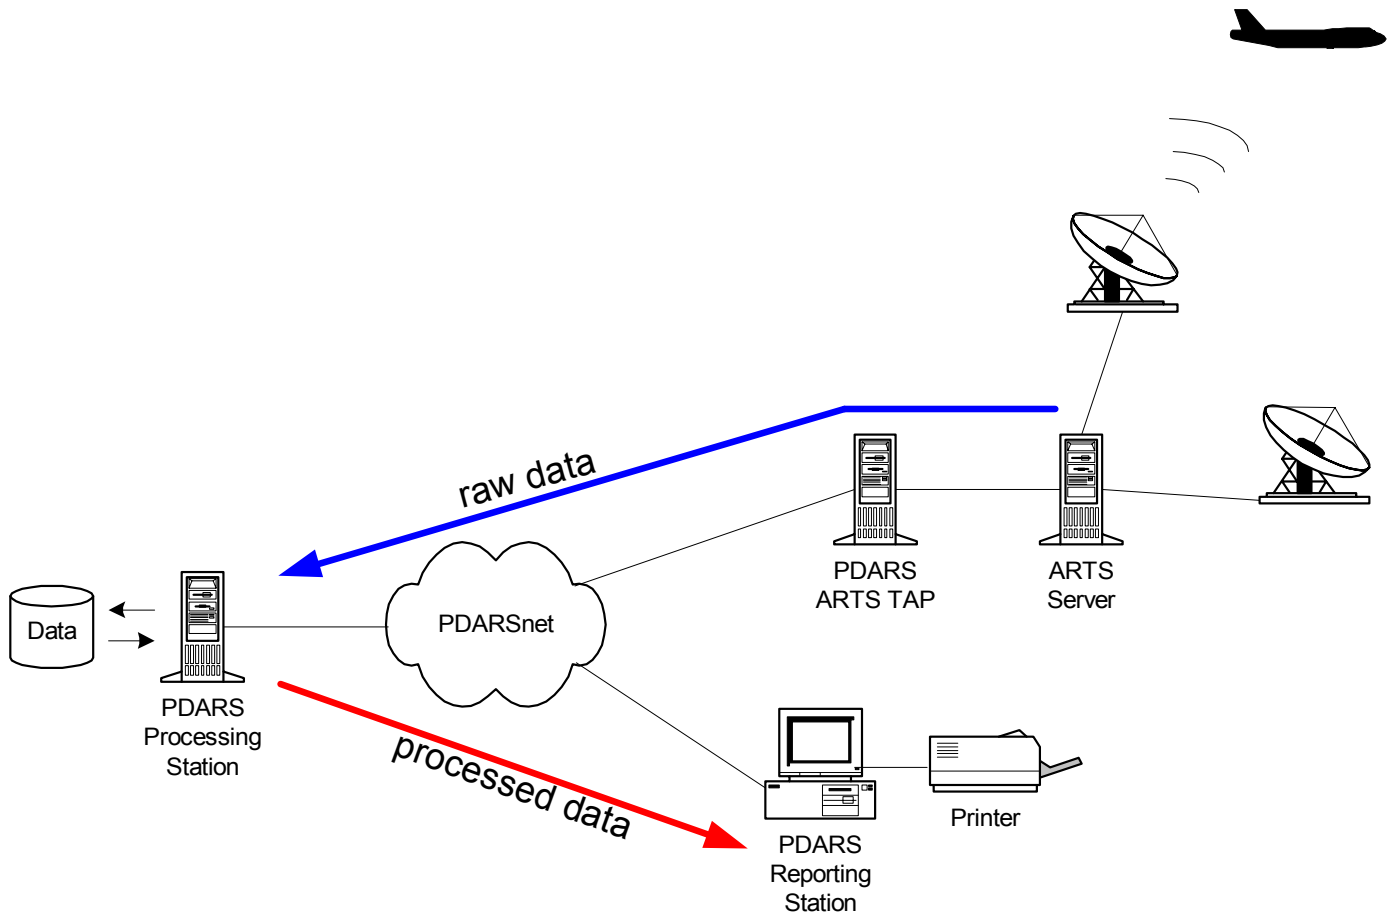 raw data
PDARS
ARTS TAP
ARTS
Server
Data
PDARSnet
PDARS
Processing
Station
processed data
Printer
PDARS
Reporting
Station